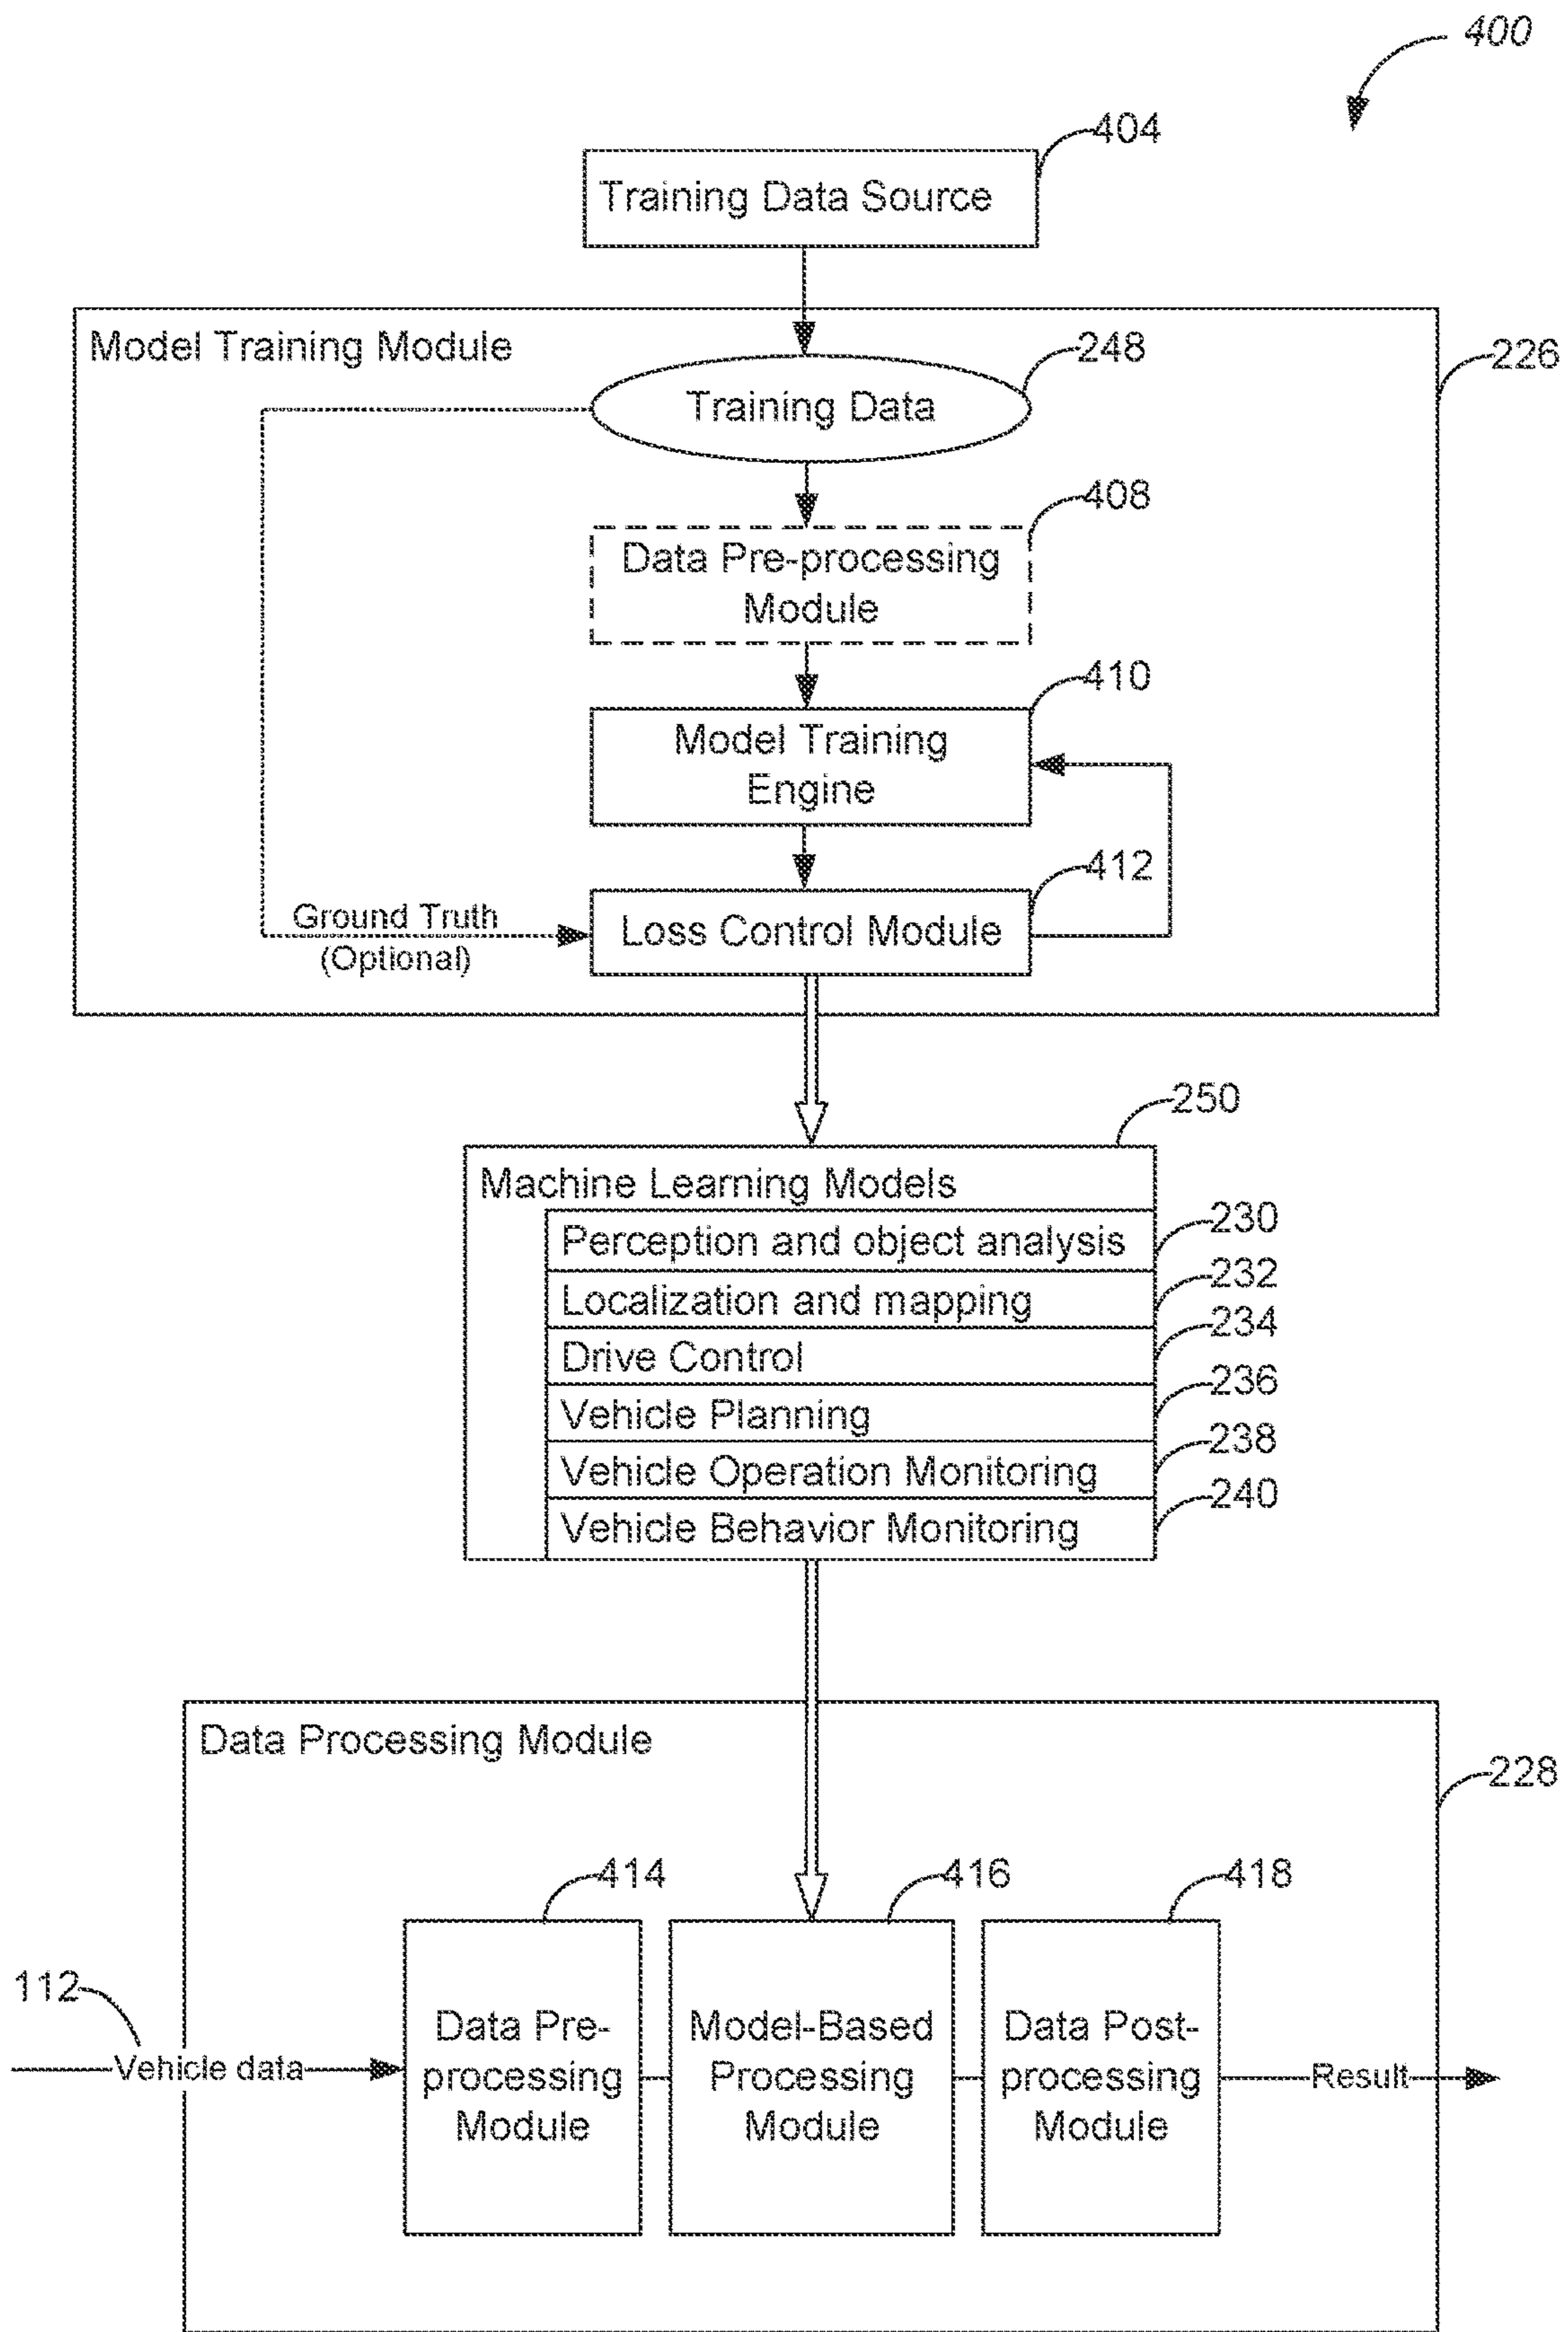 400
404
Training Data Source
Model Training Module
248
226
Training Data
408
Data Pre-processing
Module
410
Model Training
Engine
412
Ground Truth
(Optional)
Loss Control Module
250
Machine Learning Models
230
Perception and object analysis
232
Localization and mapping
234
Drive Control
236
Vehicle Planning
238
Vehicle Operation Monitoring
240
Vehicle Behavior Monitoring
Data Processing Module
228
414
416
418
112
Vehicle data
Data Pre-
processing
Module
Model-Based
Processing
Module
Data Post-
processing
Module
Result